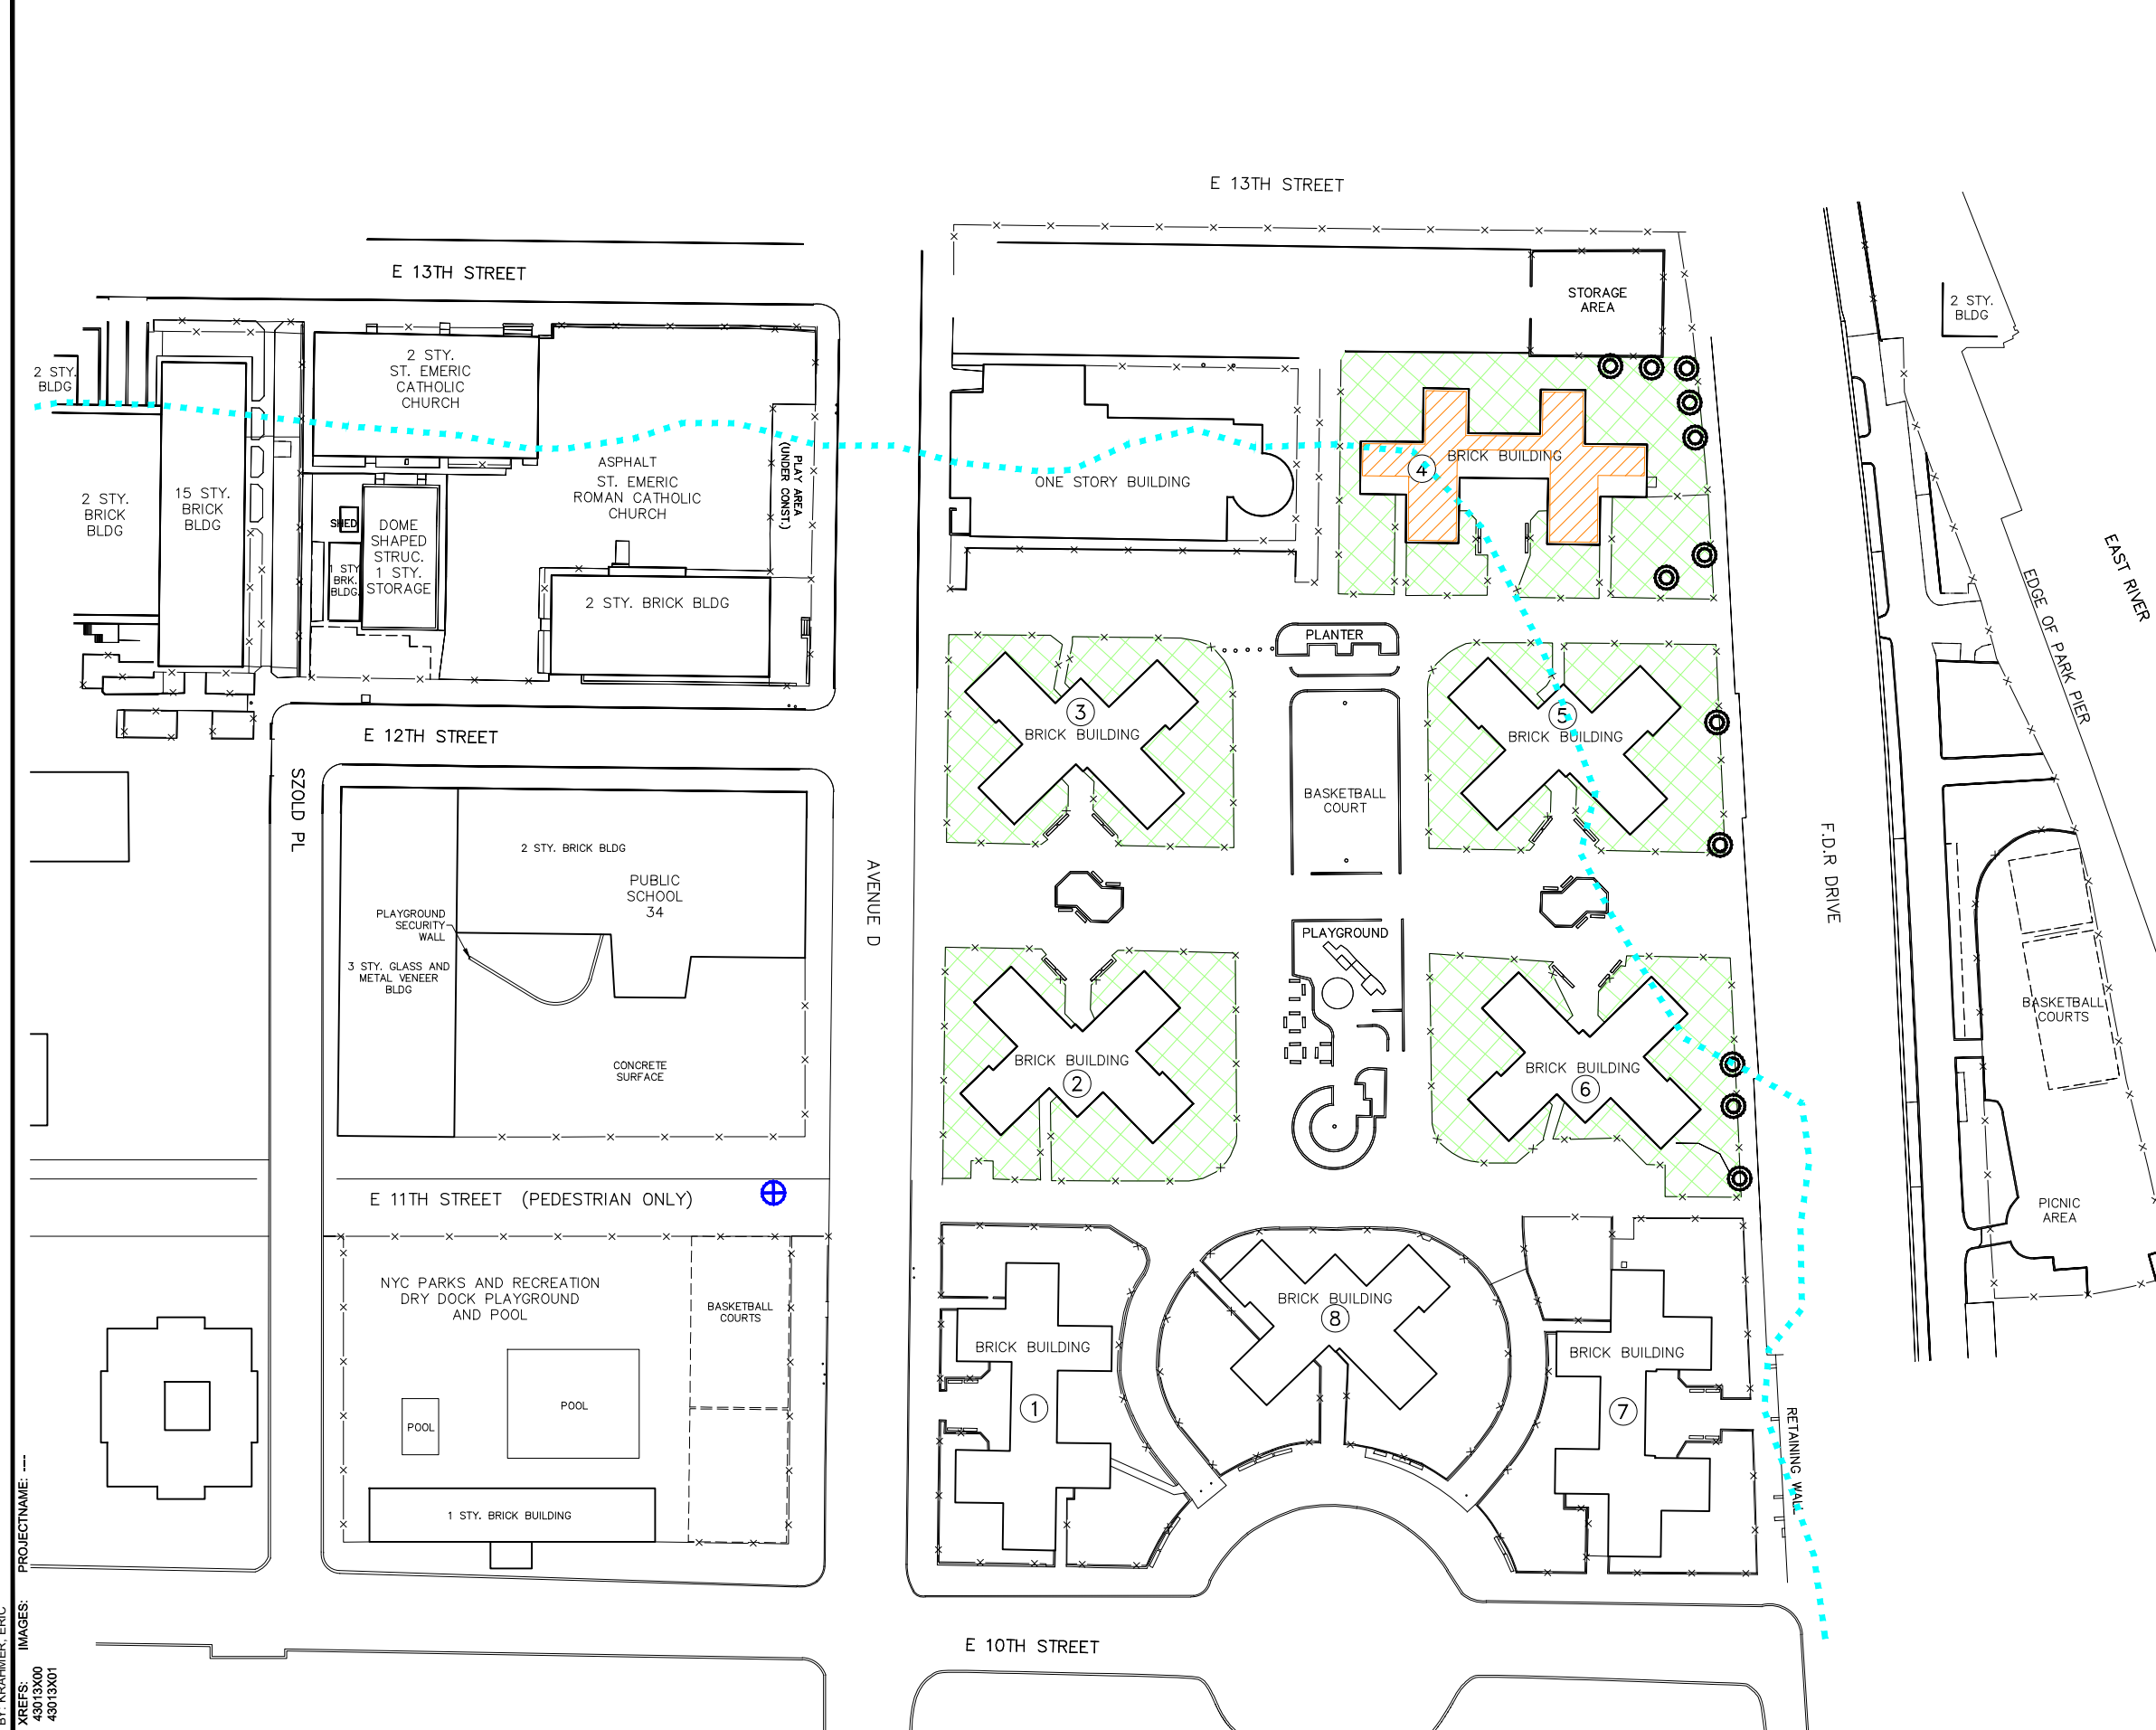 E 13TH STREET
E 13TH STREET
STORAGE
AREA
2 STY.
BLDG
2 STY.
BLDG
2 STY.
ST. EMERIC
CATHOLIC
CHURCH
2 STY.
BRICK
BLDG
15 STY.
BRICK
BLDG
ASPHALT
ST. EMERIC
ROMAN CATHOLIC
CHURCH
PLAY AREA
(UNDER CONST.)
ONE STORY BUILDING
4
BRICK BUILDING
SHED
DOME
SHAPED
STRUC.
1 STY.
STORAGE
1 STY
BRK.
BLDG.
2 STY. BRICK BLDG
EAST RIVER
EDGE OF PARK PIER
PLANTER
E 12TH STREET
SZOLD PL
3
BRICK BUILDING
BASKETBALL
COURT
5
BRICK BUILDING
2 STY. BRICK BLDG
PUBLIC
SCHOOL
34
PLAYGROUND
SECURITY
WALL
3 STY. GLASS AND
METAL VENEER
BLDG
AVENUE D
F.D.R DRIVE
PLAYGROUND
BASKETBALL
COURTS
CONCRETE
SURFACE
BRICK BUILDING
2
BRICK BUILDING
6
E 11TH STREET (PEDESTRIAN ONLY)
PICNIC
AREA
NYC PARKS AND RECREATION
DRY DOCK PLAYGROUND
AND POOL
BASKETBALL
COURTS
POOL
POOL
1 STY. BRICK BUILDING
BRICK BUILDING
1
BRICK BUILDING
8
BRICK BUILDING
7
RETAINING WALL
E 10TH STREET
BY: KRAHMER, ERIC
XREFS: IMAGES: PROJECTNAME: ----
43013X00
43013X01